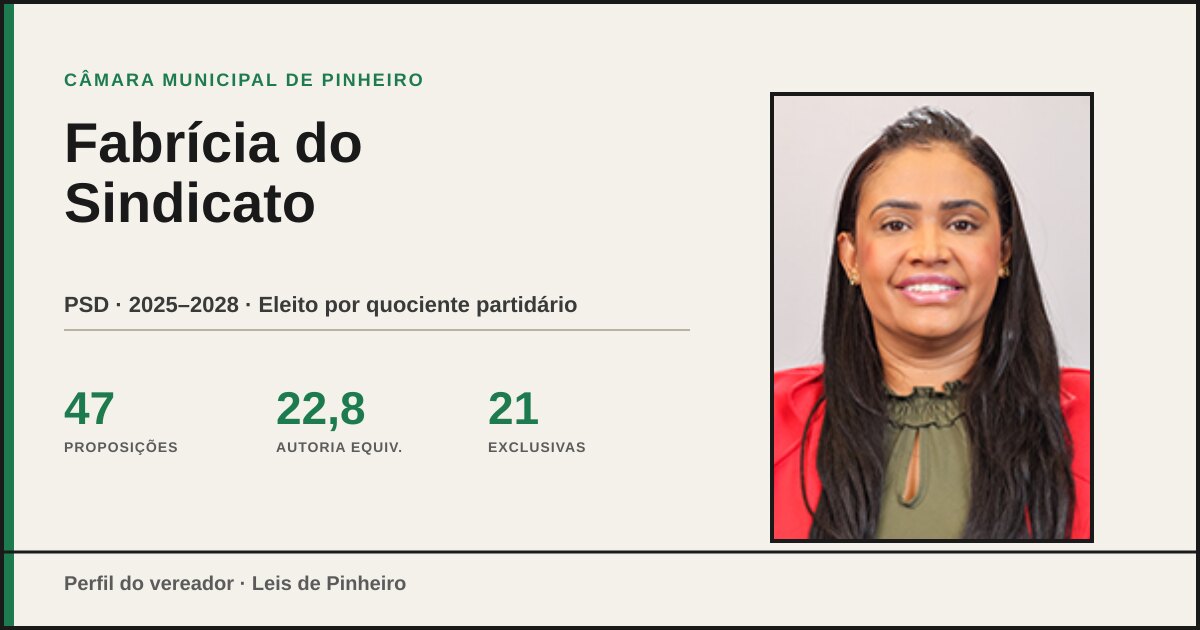 CÂMARA MUNICIPAL DE PINHEIRO
Fabrícia do
Sindicato
PSD · 2025–2028 · Eleito por quociente partidário
47
PROPOSIÇÕES
22,8
AUTORIA EQUIV.
21
EXCLUSIVAS
Perfil do vereador · Leis de Pinheiro